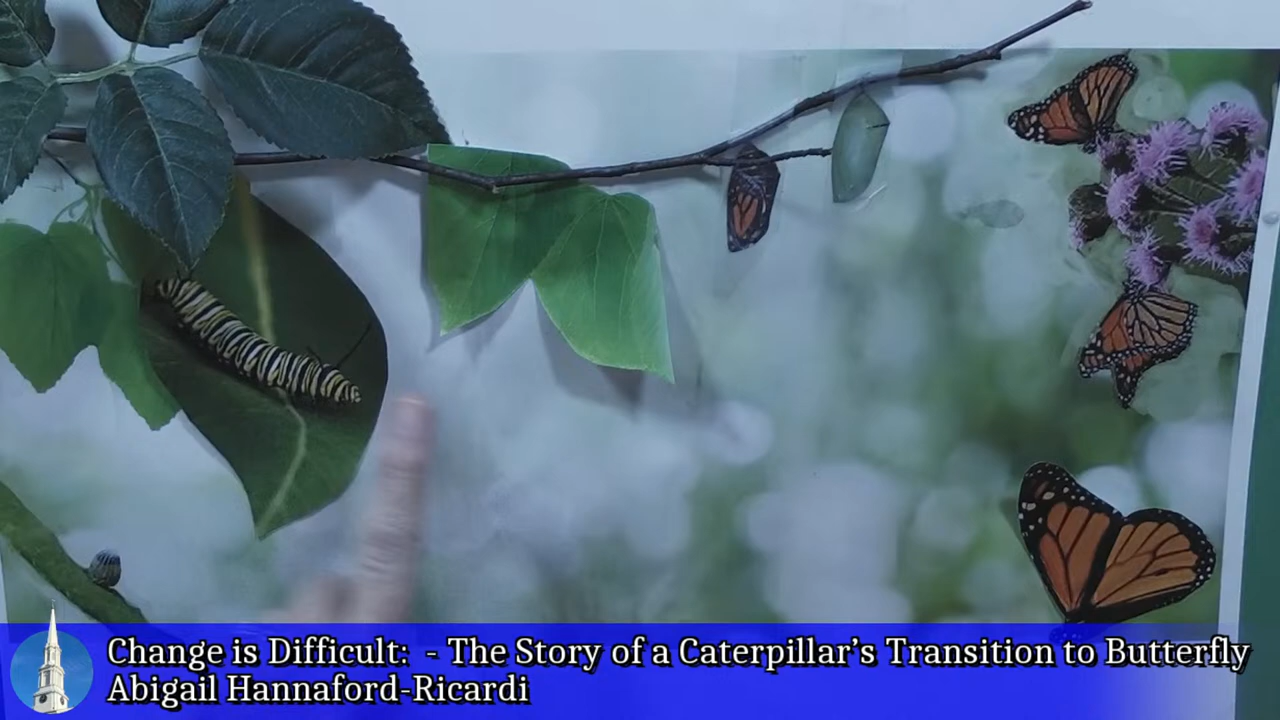 Change is Difficult:  - The Story of a Caterpillar’s Transition to Butterfly
Abigail Hannaford-Ricardi